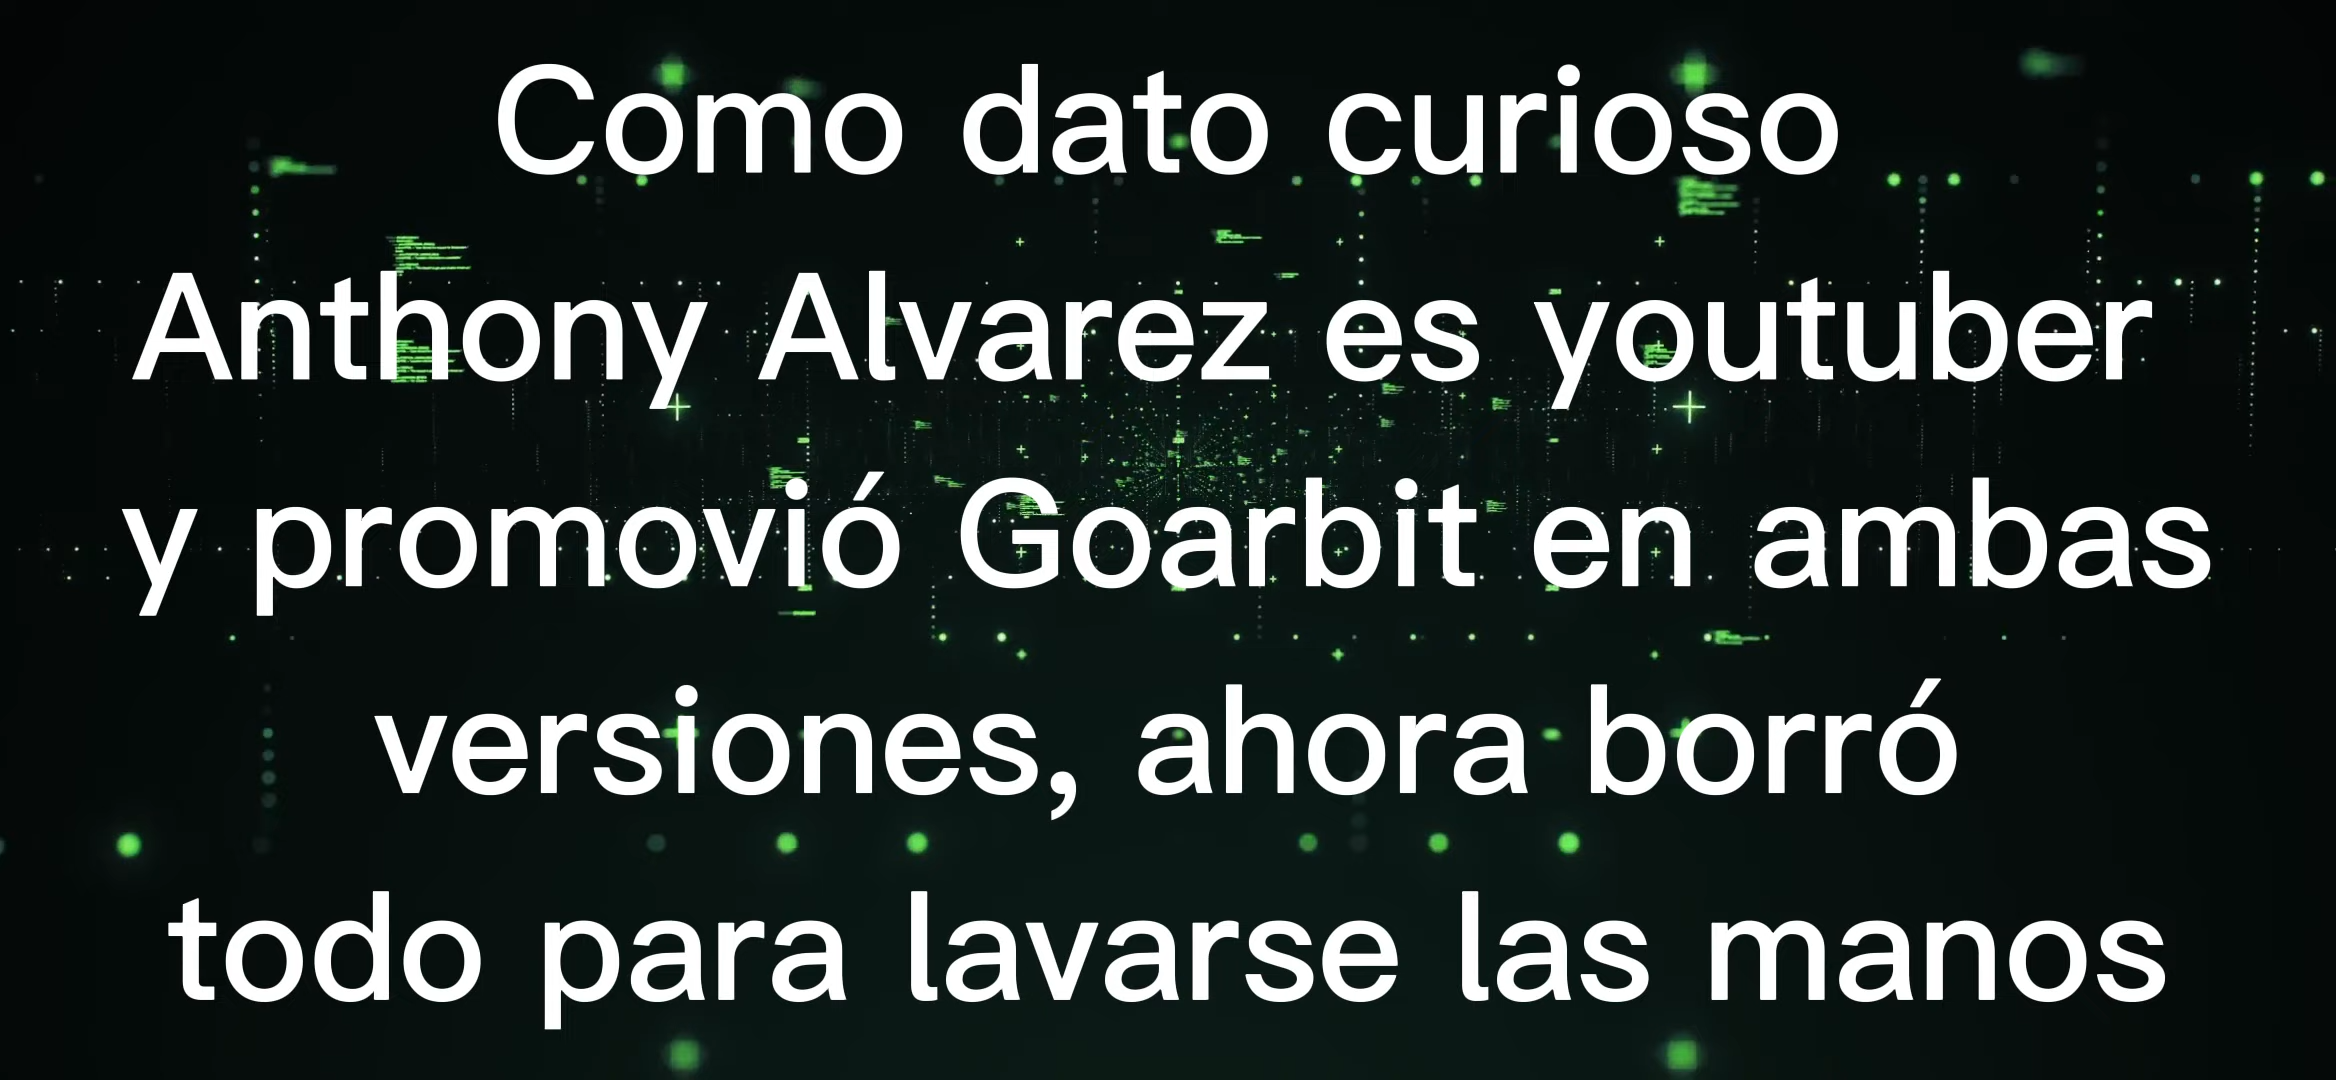 Como dato curioso
Anthony Alvarez es youtuber
y promovió Goarbit en ambas
versiones, ahora borró
todo para lavarse las manos